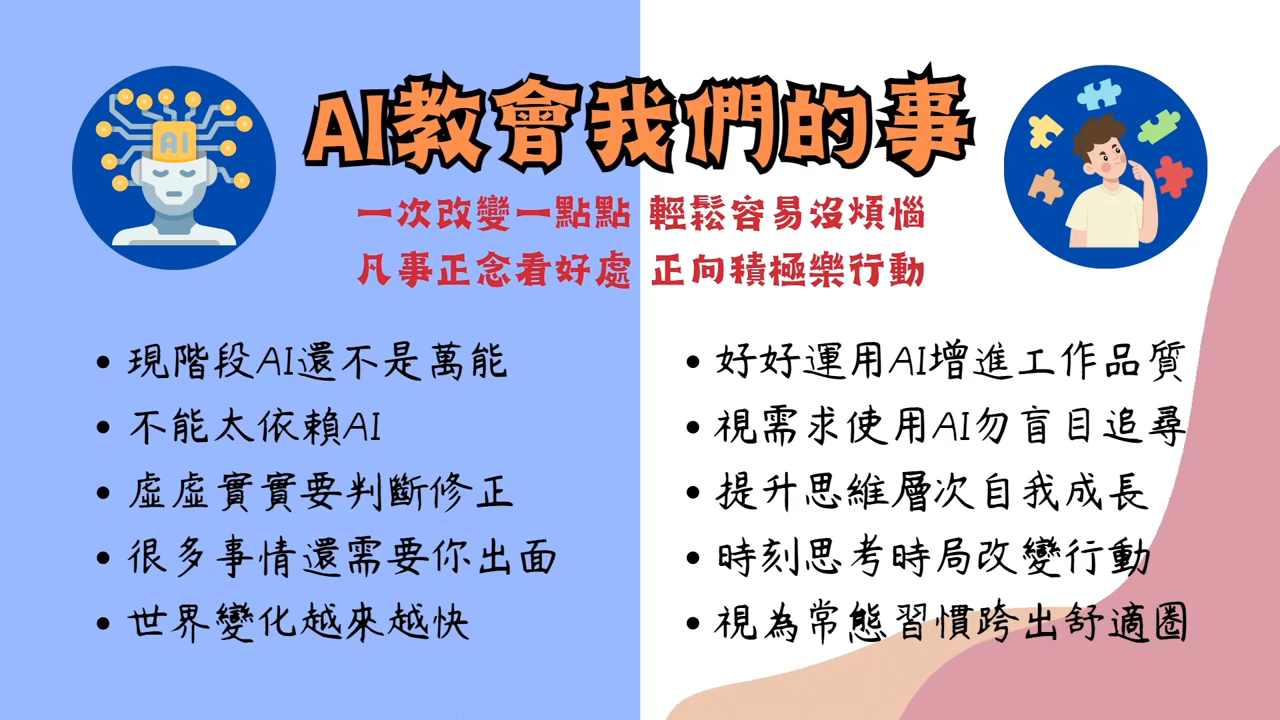 AI
AI教會我們的事
一次改變一點點 輕鬆容易沒煩惱
凡事正念看好處 正向積極樂行動
• 現階段AI還不是萬能
• 不能太依賴AI
• 虛虛實實要判斷修正
• 很多事情還需要你出面
• 世界變化越來越快
• 好好運用AI增進工作品質
• 視需求使用AI勿盲目追尋
• 提升思維層次自我成長
• 時刻思考時局改變行動
• 視為常態習慣跨出舒適圈